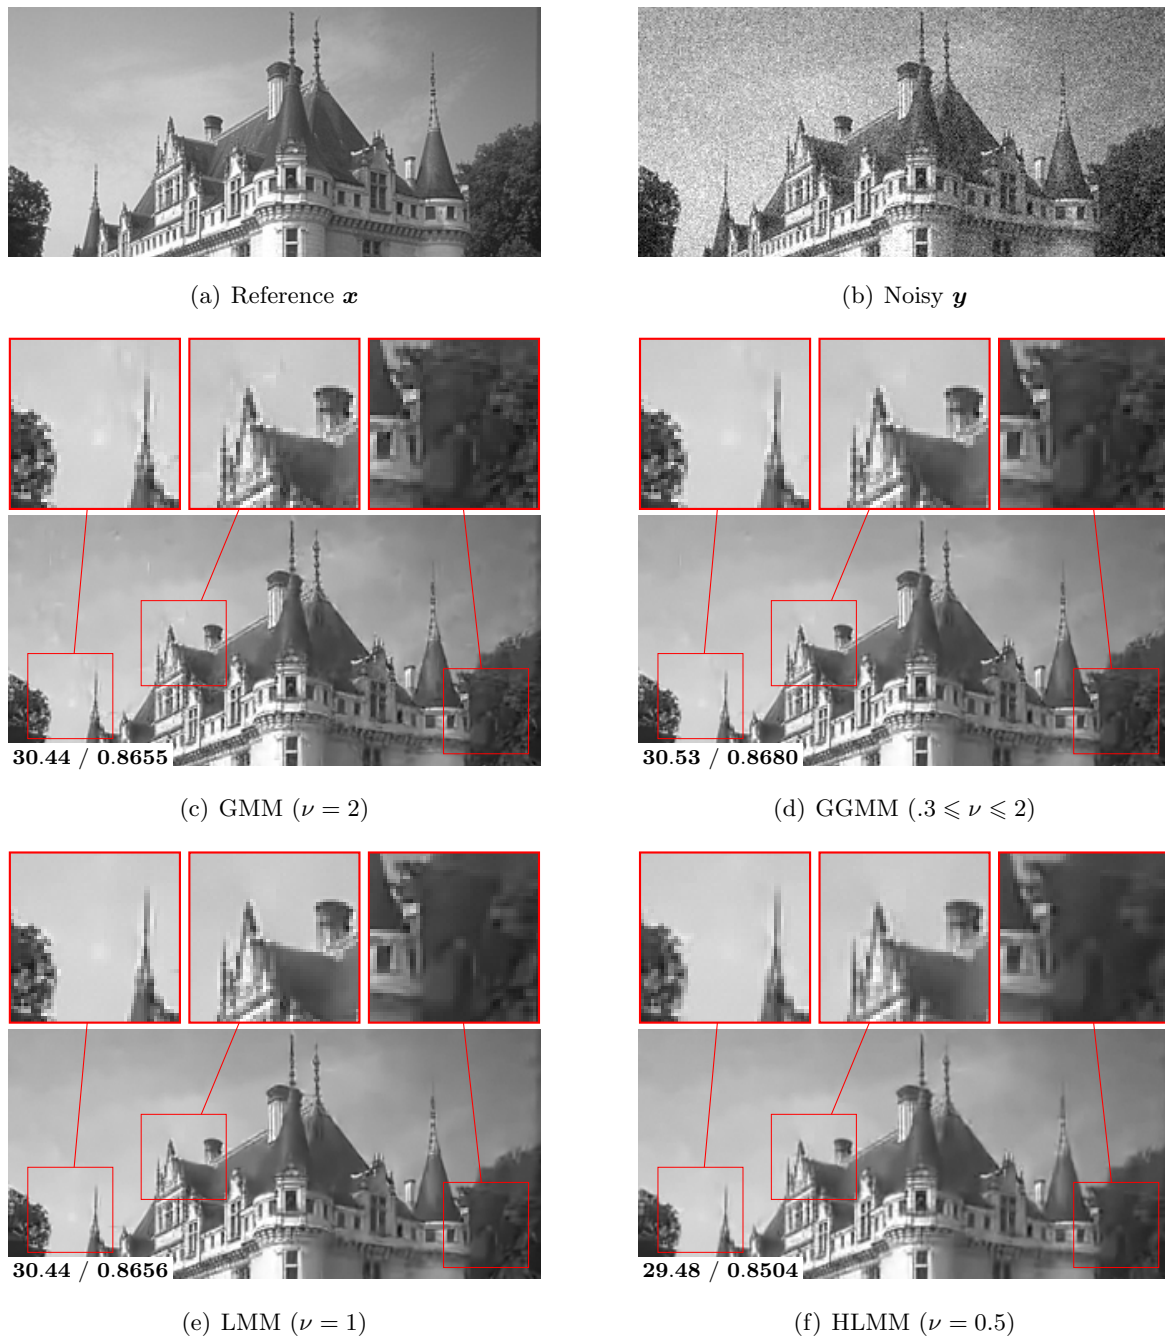 (a) Reference x
(b) Noisy y
30.44 / 0.8655
30.53 / 0.8680
(c) GMM (ν = 2)
(d) GGMM (.3 ⩽ ν ⩽ 2)
30.44 / 0.8656
29.48 / 0.8504
(e) LMM (ν = 1)
(f) HLMM (ν = 0.5)